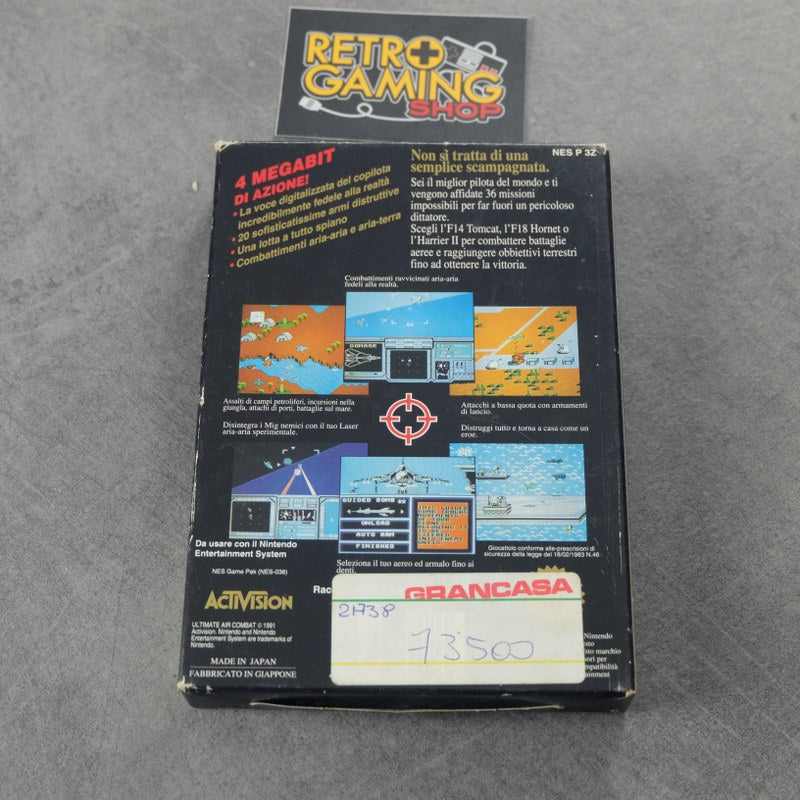 RETRO
GAMING
SHOP
4 MEGABIT
DI AZIONE!
• La voce digitalizzata del copilota
incredibilmente fedele alla realtà
• 20 sofisticatissime armi distruttive
• Una lotta a tutto spiano
• Combattimenti aria-aria e aria-terra
NES P 3Z
Non si tratta di una
semplice scampagnata.
Sei il miglior pilota del mondo e ti
vengono affidate 36 missioni
impossibili per far fuori un pericoloso
dittatore.
Scegli l'F14 Tomcat, l'F18 Hornet o
l'Harrier II per combattere battaglie
aeree e raggiungere obbiettivi terrestri
fino ad ottenere la vittoria.
Combattimenti ravvicinati aria-aria
fedeli alla realtà.
DAMAGE
Assalti di campi petroliferi, incursioni nella
giungla, attachi di porti, battaglie sul mare.
Attacchi a bassa quota con armamenti
di lancio.
Disintegra i Mig nemici con il tuo Laser
aria-aria sperimentale.
Distruggi tutto e torna a case come un
eroe.
GUIDED BOMB
UNLOAD
AUTO ARM
FINISHED
Da usare con il Nintendo
Entertainment System
Giocattolo conforme alle-prescrizioni di
sicurezza della legge del 18/02/1983 N.46
NES Game Pak (NES-038)
Seleziona il tuo aereo ed armalo fino ai
denti.
ACTIVISION
GRANCASA
21738
73500
ULTIMATE AIR COMBAT © 1991
Activision. Nintendo and Nintendo
Entertainment System are trademarks of
Nintendo.
MADE IN JAPAN
FABBRICATO IN GIAPPONE
Nintendo
marchio
per